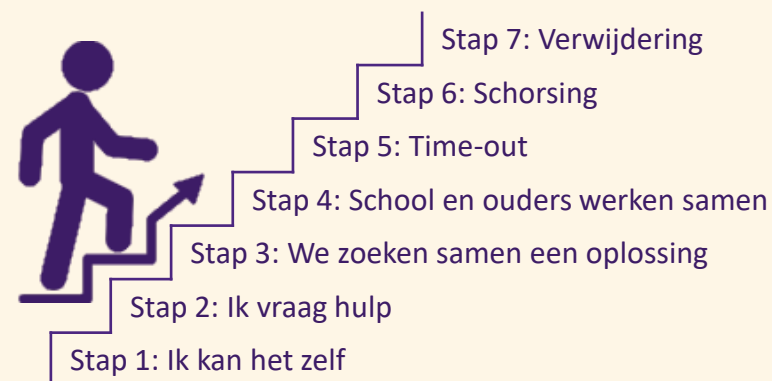 Stap 7: Verwijdering
Stap 6: Schorsing
Stap 5: Time-out
Stap 4: School en ouders werken samen
Stap 3: We zoeken samen een oplossing
Stap 2: Ik vraag hulp
Stap 1: Ik kan het zelf